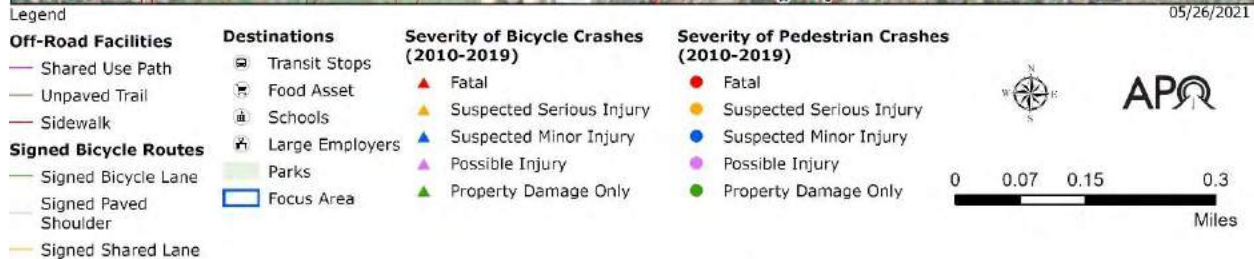 Legend
05/26/2021
Off-Road Facilities
Shared Use Path
Unpaved Trail
Sidewalk
Signed Bicycle Routes
Signed Bicycle Lane
Signed Paved
Shoulder
Signed Shared Lane
Destinations
Transit Stops
Food Asset
Schools
Large Employers
Parks
Focus Area
Severity of Bicycle Crashes
(2010-2019)
Fatal
Suspected Serious Injury
Suspected Minor Injury
Possible Injury
Property Damage Only
Severity of Pedestrian Crashes
(2010-2019)
Fatal
Suspected Serious Injury
Suspected Minor Injury
Possible Injury
Property Damage Only
N
W E
S
APO
0 0.07 0.15 0.3
Miles